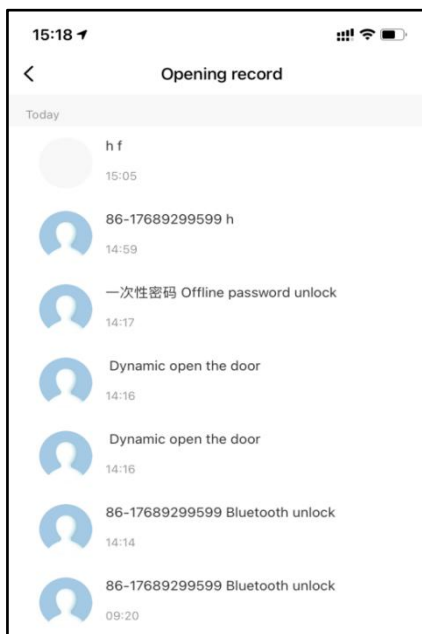 15:18
Opening record
Today
h f
15:05
86-17689299599 h
14:59
一次性密码 Offline password unlock
14:17
Dynamic open the door
14:16
Dynamic open the door
14:16
86-17689299599 Bluetooth unlock
14:14
86-17689299599 Bluetooth unlock
09:20